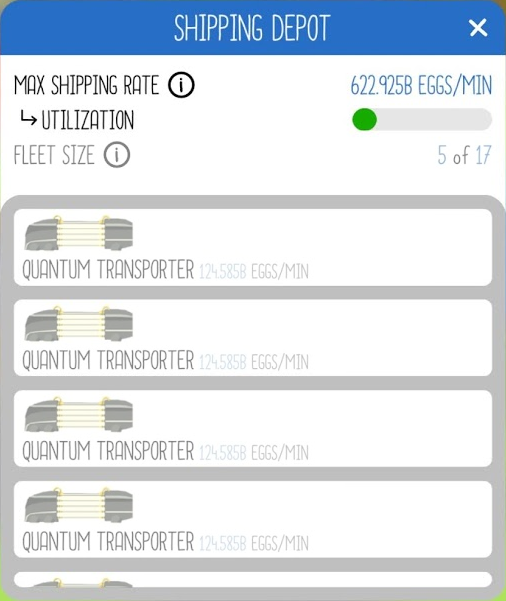 SHIPPING DEPOT
MAX SHIPPING RATE 622.925B EGGS/MIN
UTILIZATION
FLEET SIZE 5 of 17
QUANTUM TRANSPORTER 124.585B EGGS/MIN
QUANTUM TRANSPORTER 124.585B EGGS/MIN
QUANTUM TRANSPORTER 124.585B EGGS/MIN
QUANTUM TRANSPORTER 124.585B EGGS/MIN